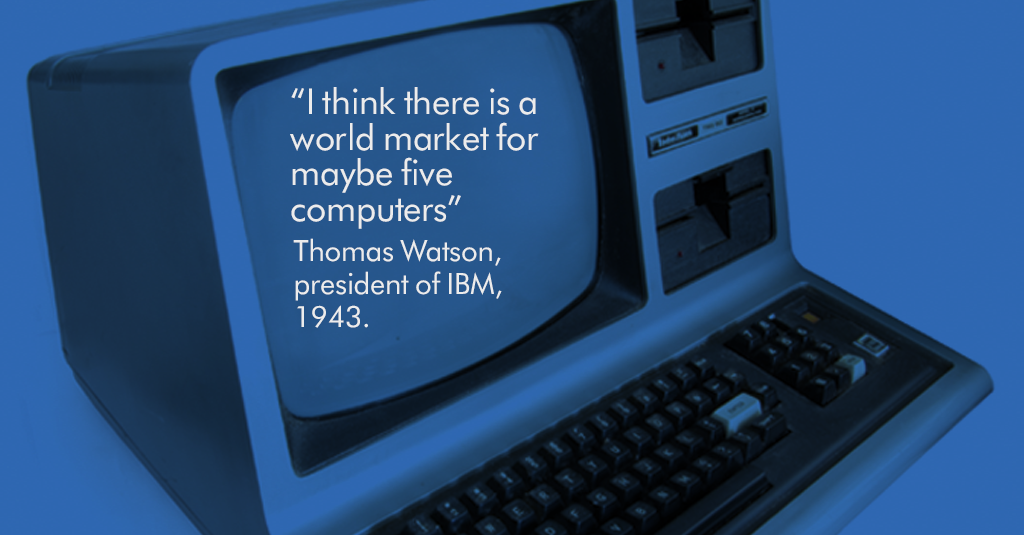 “I think there is a
world market for
maybe five
computers”
Thomas Watson,
president of IBM,
1943.